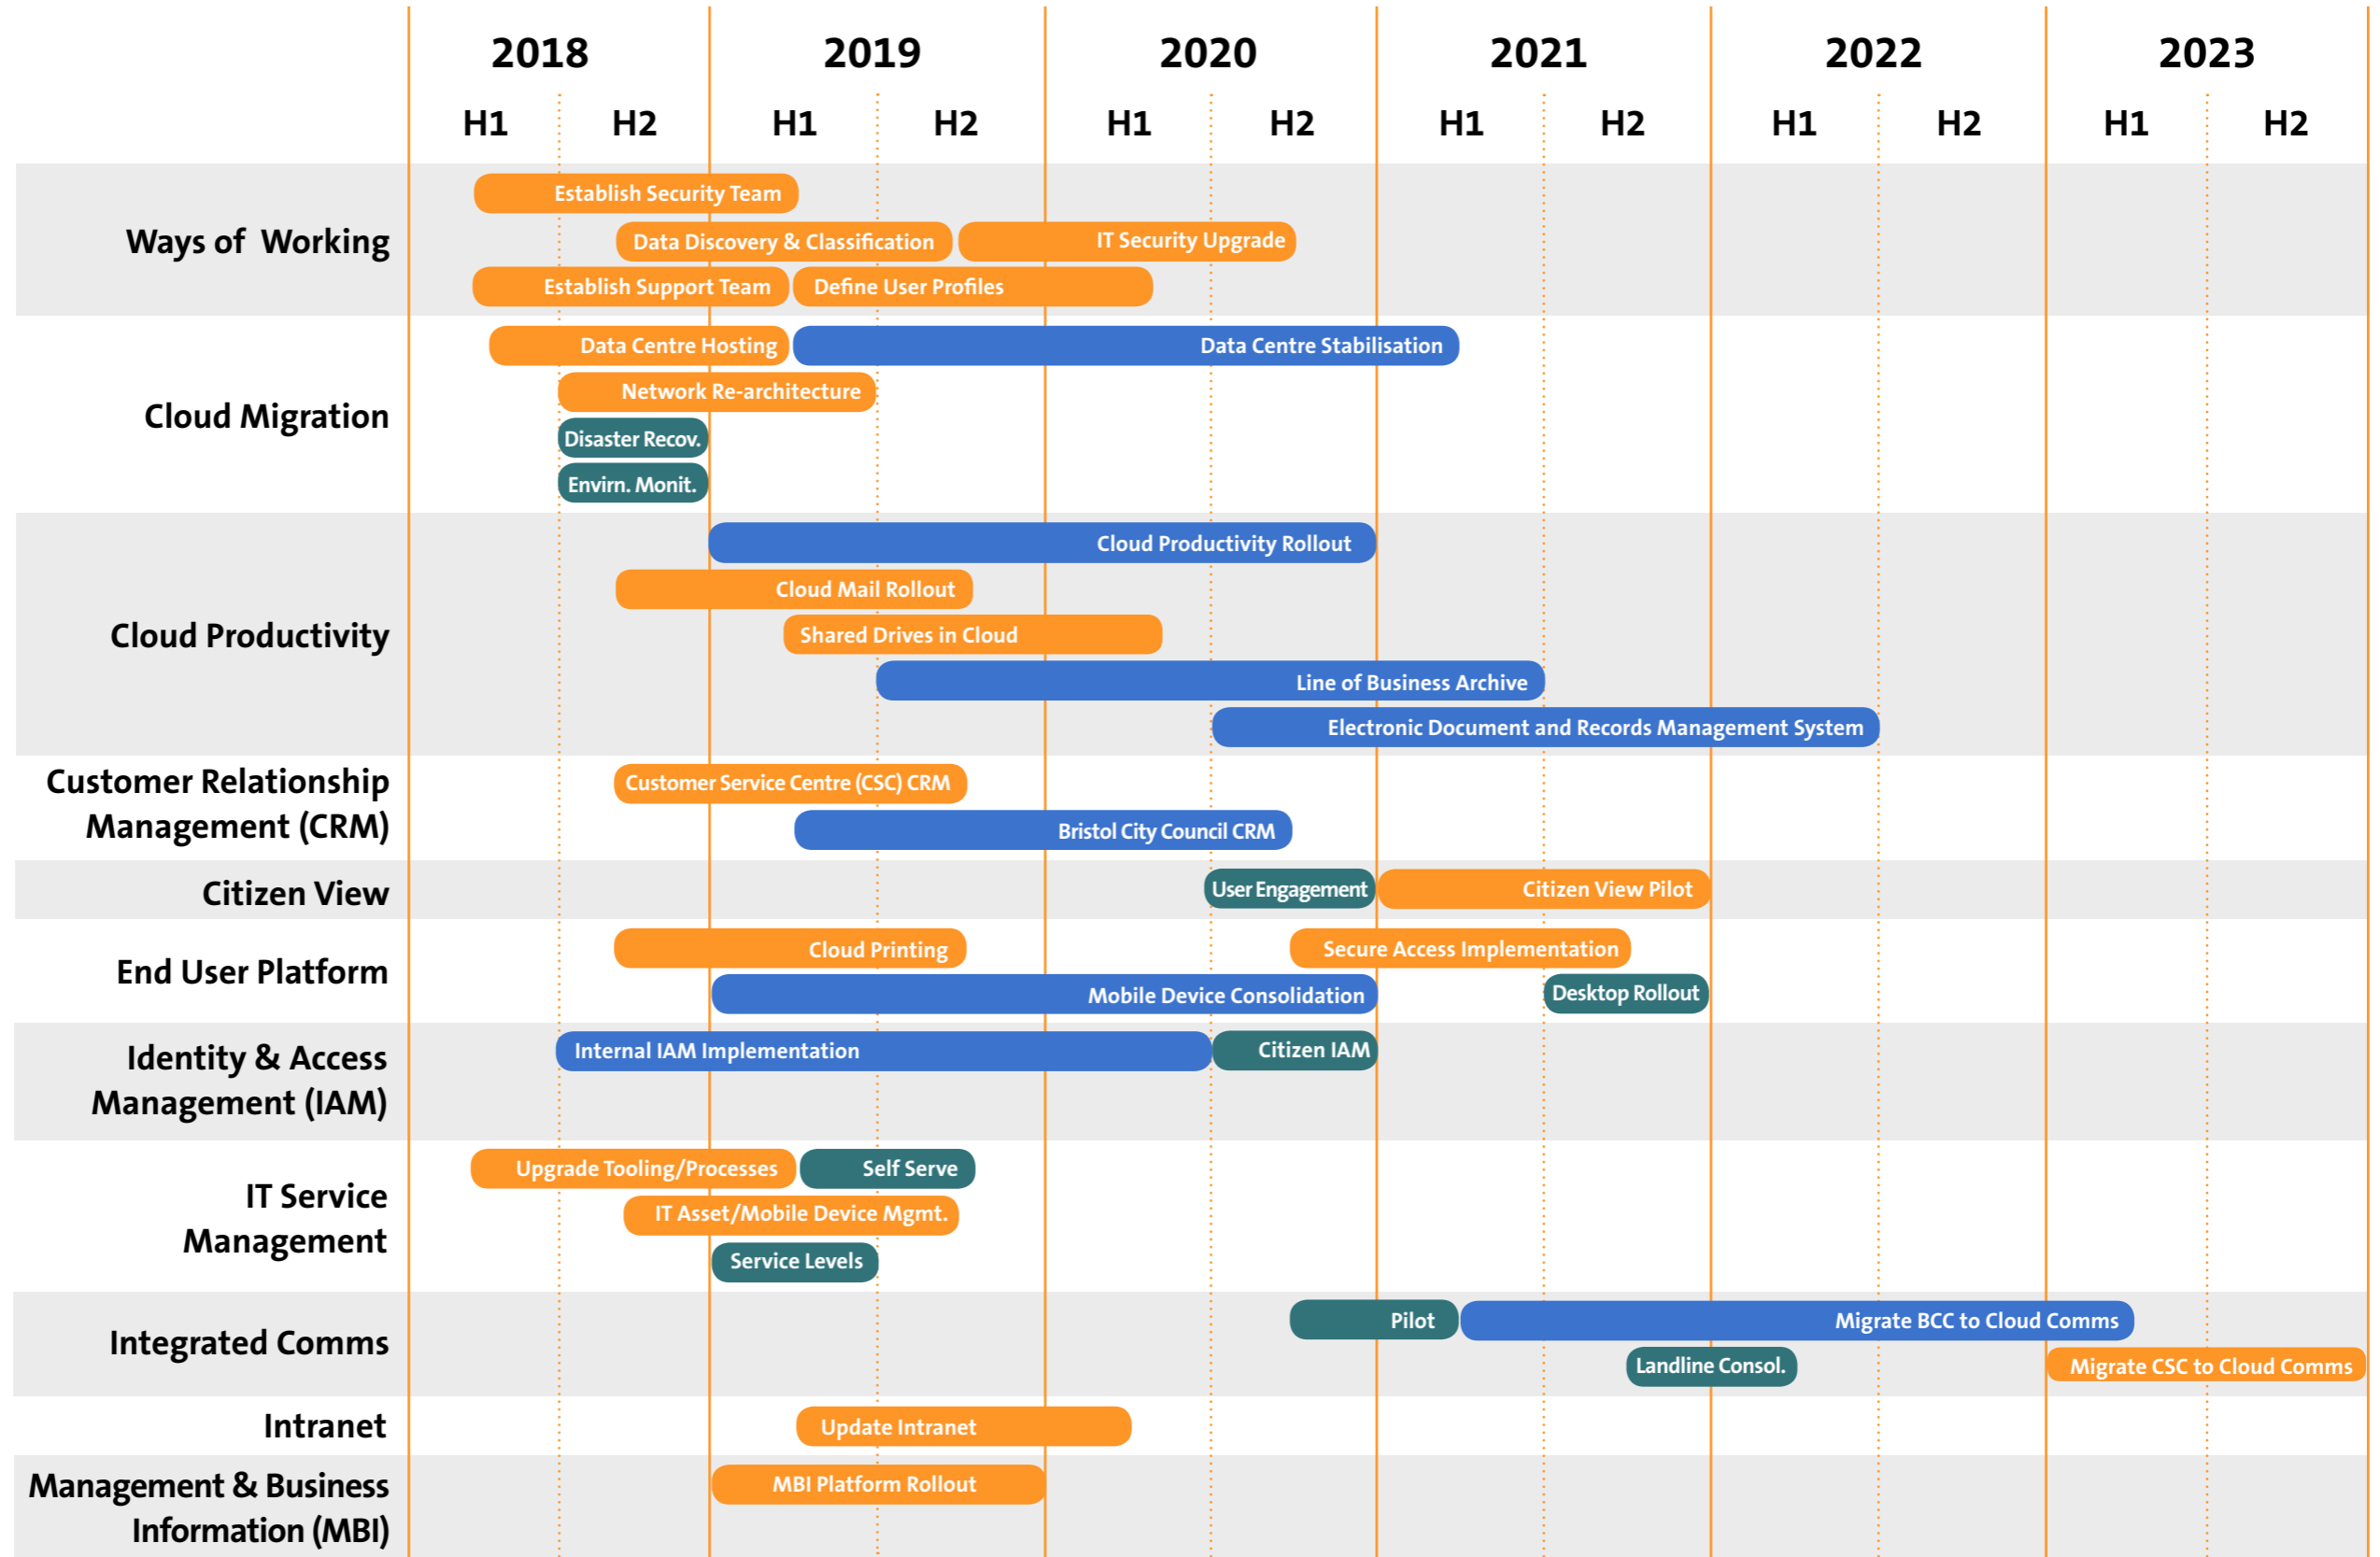 2018 2019 2020 2021 2022 2023
H1 H2 H1 H2 H1 H2 H1 H2 H1 H2 H1 H2
Ways of Working
Establish Security Team
Data Discovery & Classification IT Security Upgrade
Establish Support Team Define User Profiles
Cloud Migration
Data Centre Hosting Data Centre Stabilisation
Network Re-architecture
Disaster Recov.
Envirn. Monit.
Cloud Productivity
Cloud Productivity Rollout
Cloud Mail Rollout
Shared Drives in Cloud
Line of Business Archive
Electronic Document and Records Management System
Customer Relationship
Management (CRM)
Customer Service Centre (CSC) CRM
Bristol City Council CRM
Citizen View
User Engagement Citizen View Pilot
End User Platform
Cloud Printing Secure Access Implementation
Mobile Device Consolidation Desktop Rollout
Identity & Access
Management (IAM)
Internal IAM Implementation Citizen IAM
IT Service
Management
Upgrade Tooling/Processes Self Serve
IT Asset/Mobile Device Mgmt.
Service Levels
Integrated Comms
Pilot Migrate BCC to Cloud Comms
Landline Consol. Migrate CSC to Cloud Comms
Intranet
Update Intranet
Management & Business
Information (MBI)
MBI Platform Rollout